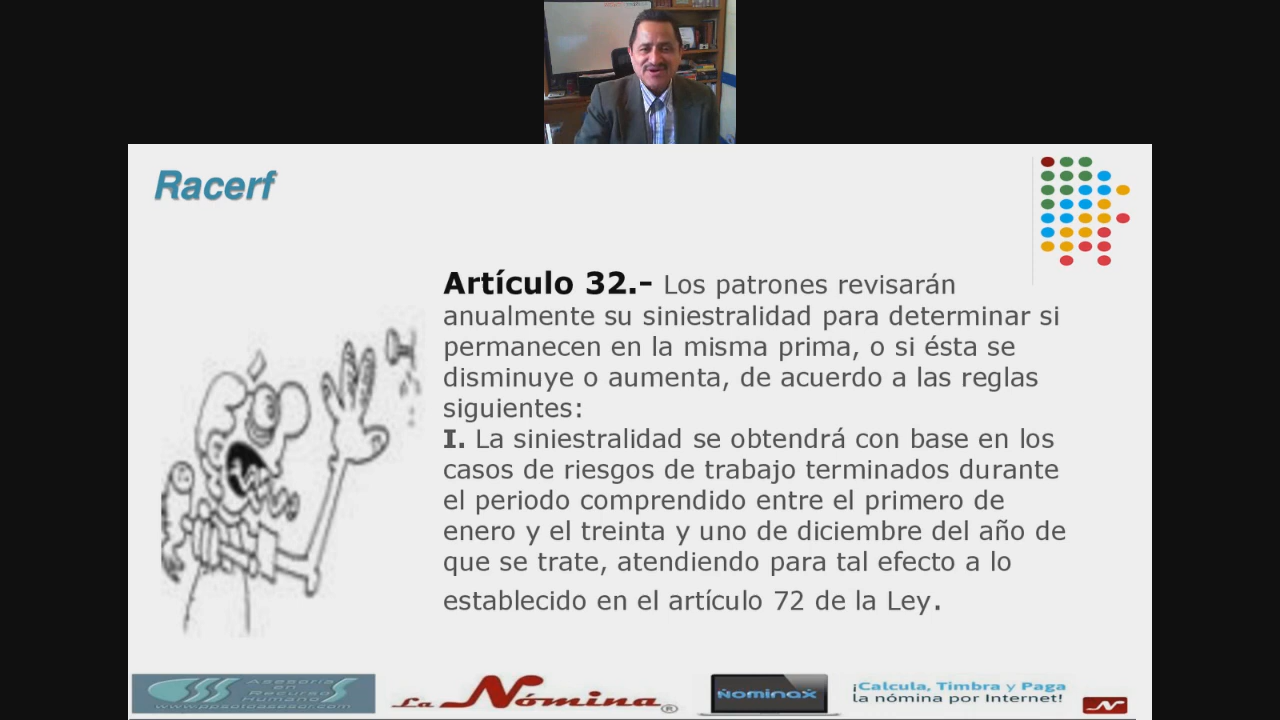 Racerf
Artículo 32.- Los patrones revisarán
anualmente su siniestralidad para determinar si
permanecen en la misma prima, o si ésta se
disminuye o aumenta, de acuerdo a las reglas
siguientes:
I. La siniestralidad se obtendrá con base en los
casos de riesgos de trabajo terminados durante
el periodo comprendido entre el primero de
enero y el treinta y uno de diciembre del año de
que se trate, atendiendo para tal efecto a lo
establecido en el artículo 72 de la Ley.
Asesoria
en
Recursos
Humanos
La Nómina ®
Nominax
¡Calcula, Timbra y Paga
la nómina por Internet!
N